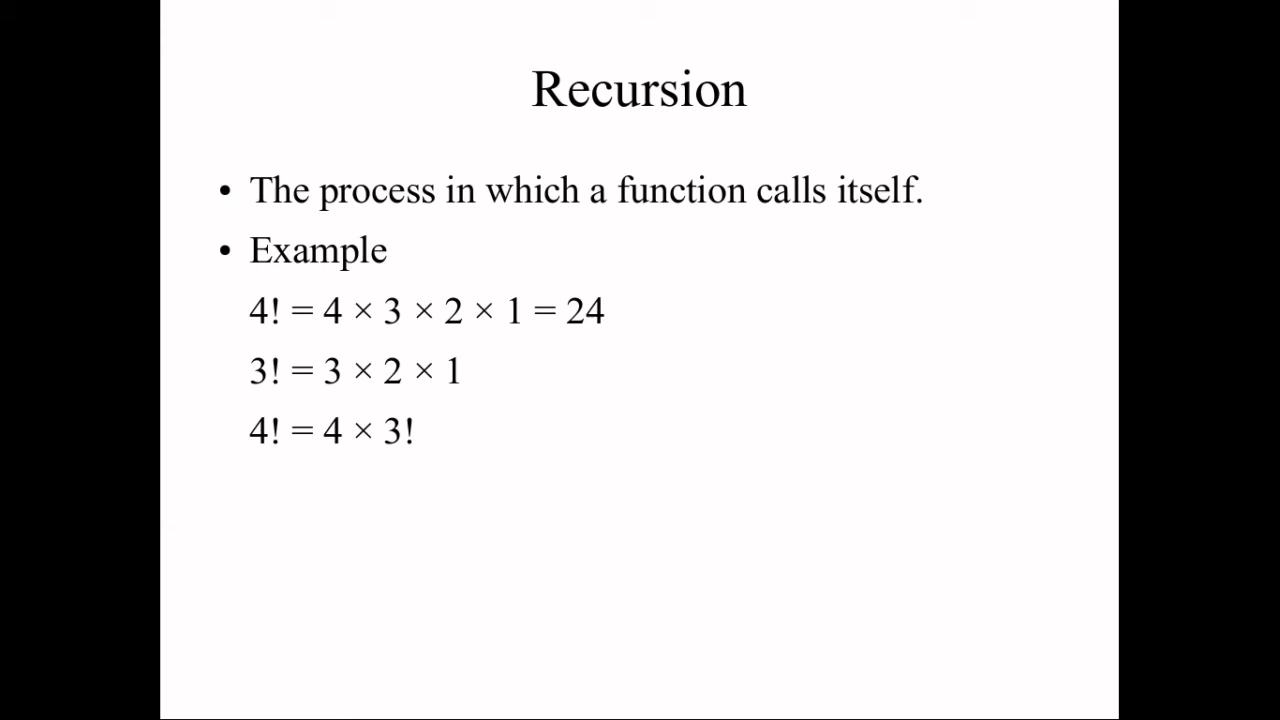 Recursion
• The process in which a function calls itself.
• Example
4! = 4 × 3 × 2 × 1 = 24
3! = 3 × 2 × 1
4! = 4 × 3!